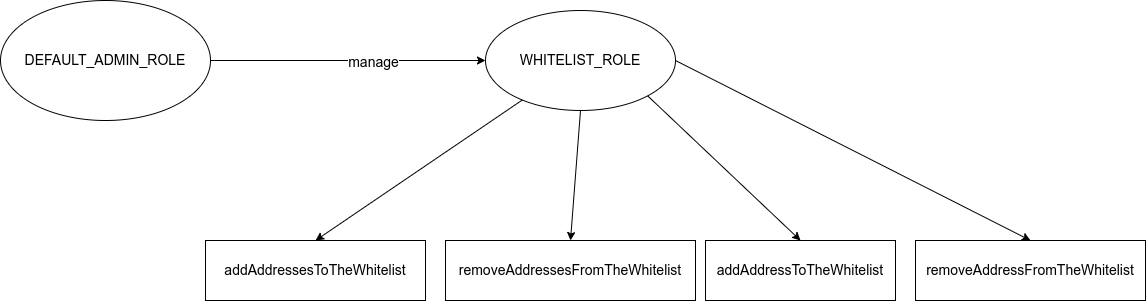 DEFAULT_ADMIN_ROLE
manage
WHITELIST_ROLE
addAddressesToTheWhitelist
removeAddressesFromTheWhitelist
addAddressToTheWhitelist
removeAddressFromTheWhitelist